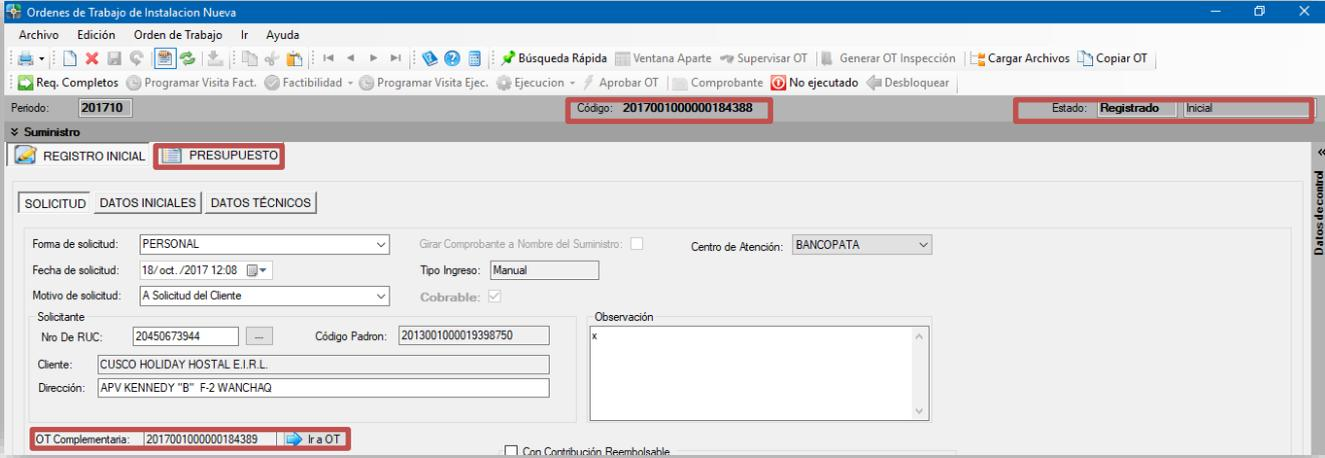 Ordenes de Trabajo de Instalacion Nueva
Archivo Edición Orden de Trabajo Ir Ayuda
Búsqueda Rápida Ventana Aparte Supervisar OT Generar OT Inspección Cargar Archivos Copiar OT
Req. Completos Programar Visita Fact. Factibilidad Programar Visita Ejec. Ejecucion Aprobar OT Comprobante No ejecutado Desbloquear
Periodo: 201710 Código: 2017001000000184388 Estado: Registrado Inicial
Suministro
REGISTRO INICIAL PRESUPUESTO
Datos de control
SOLICITUD DATOS INICIALES DATOS TÉCNICOS
Forma de solicitud: PERSONAL Girar Comprobante a Nombre del Suministro: Centro de Atención: BANCOPATA
Fecha de solicitud: 18/oct./2017 12:08 Tipo Ingreso: Manual
Motivo de solicitud: A Solicitud del Cliente Cobrable:
Solicitante Observación
Nro De RUC: 20450673944 ... Código Padron: 2013001000019398750 x
Cliente: CUSCO HOLIDAY HOSTAL E.I.R.L.
Dirección: APV KENNEDY "B" F-2 WANCHAQ
OT Complementaria: 2017001000000184389 Ir a OT
Con Contribución Reembolsable